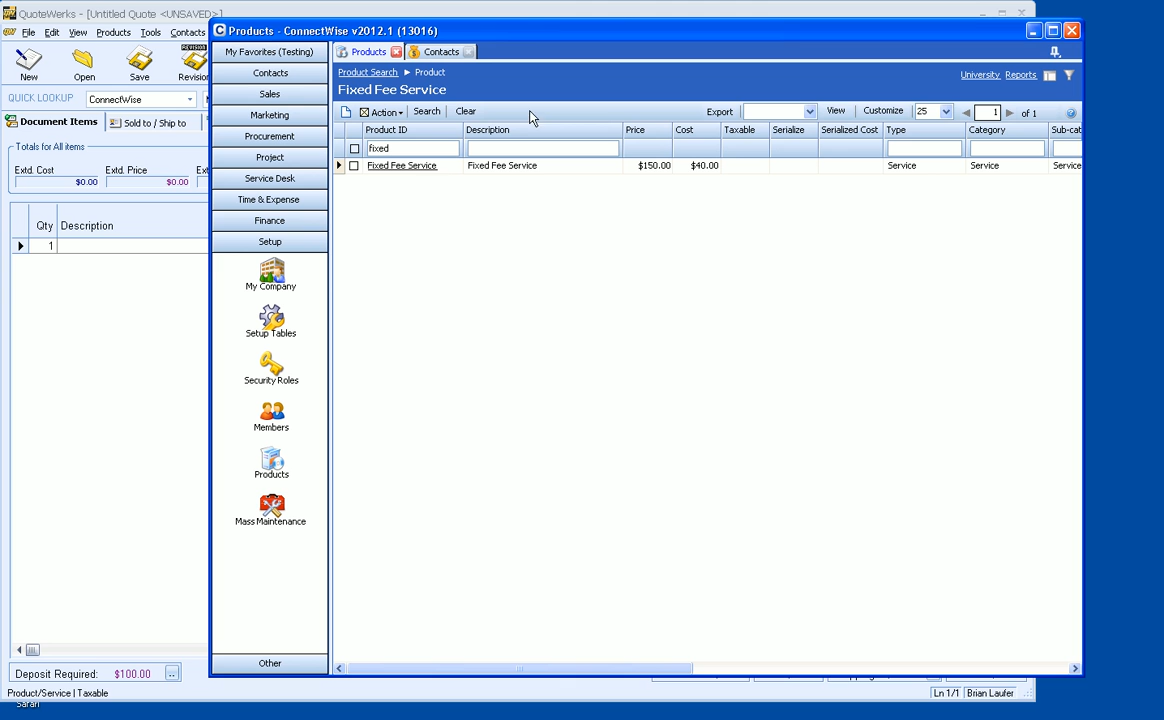 QuoteWerks - [Untitled Quote <UNSAVED>]
File Edit View Products Tools Contacts
New Open Save Revision
REVISION
QUICK LOOKUP ConnectWise
Document Items Sold to / Ship to
Totals for All items
Extd. Cost Extd. Price
$0.00 $0.00
Qty Description
1
Deposit Required: $100.00 ..
Product/Service | Taxable
Ln 1/1 Brian Laufer
Safari
Products - ConnectWise v2012.1 (13016)
My Favorites (Testing)
Contacts
Sales
Marketing
Procurement
Project
Service Desk
Time & Expense
Finance
Setup
My Company
Setup Tables
Security Roles
Members
Products
Mass Maintenance
Other
Products Contacts
Product Search ► Product University Reports
Fixed Fee Service
Action Search Clear Export View Customize 25 1 of 1
Product ID Description Price Cost Taxable Serialize Serialized Cost Type Category Sub-cat
fixed
Fixed Fee Service Fixed Fee Service $150.00 $40.00 Service Service Service